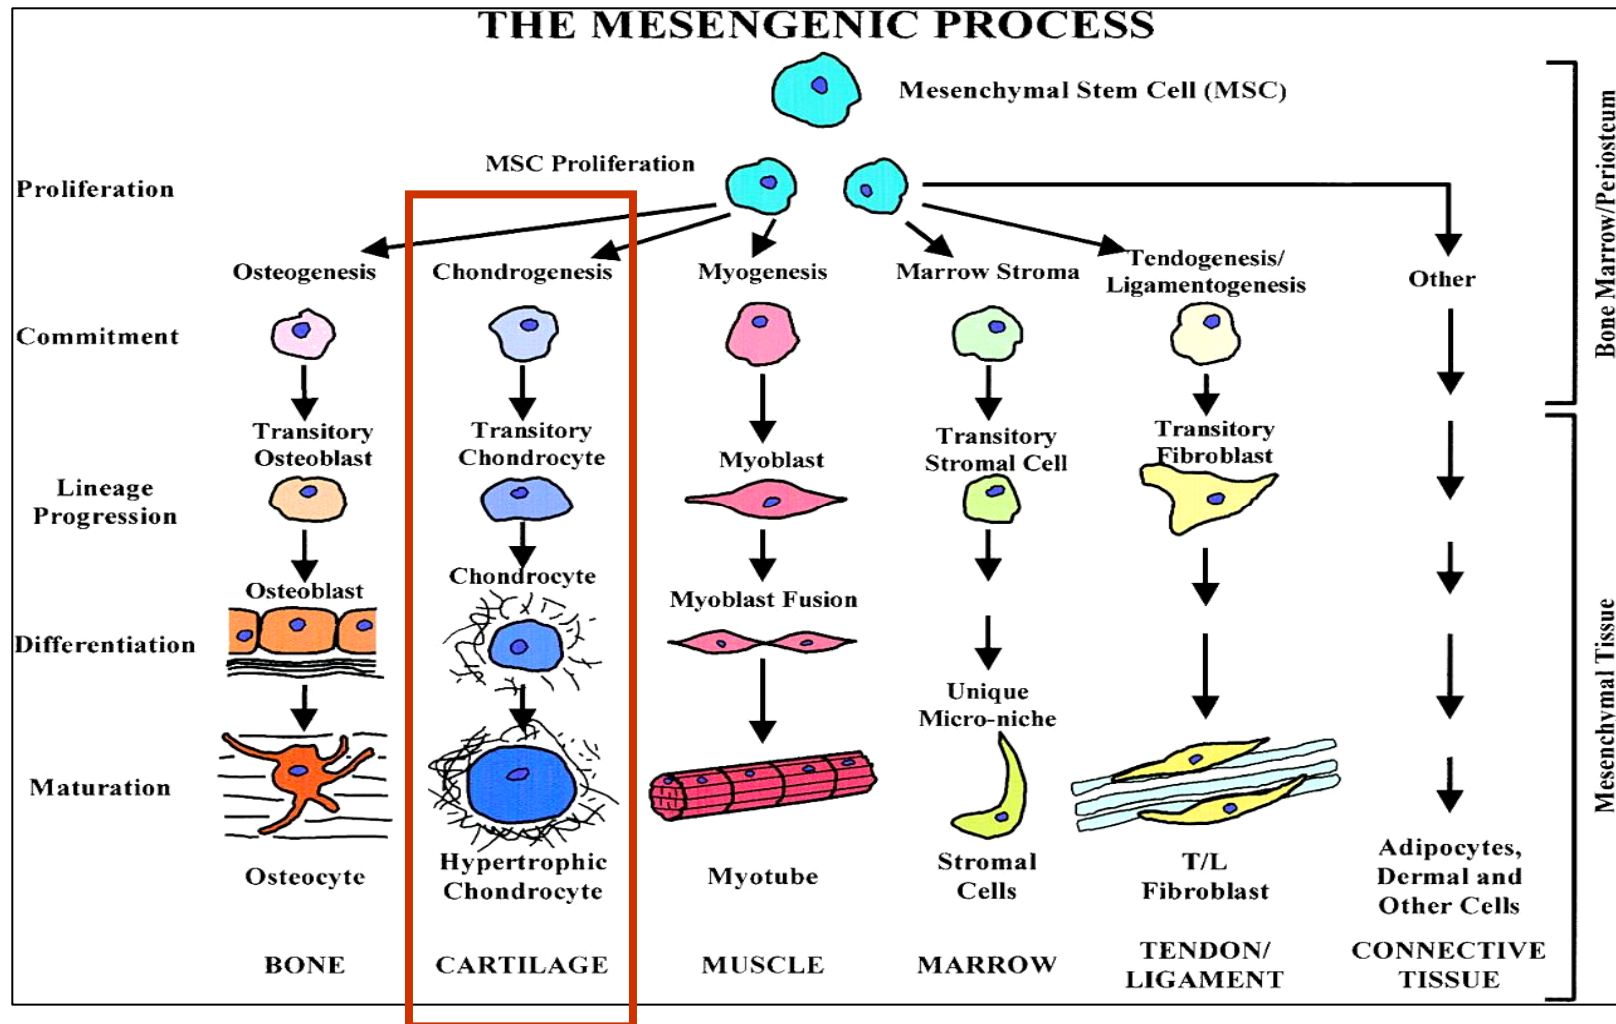 THE MESENGENIC PROCESS
Mesenchymal Stem Cell (MSC)
MSC Proliferation
Proliferation
Osteogenesis
Chondrogenesis
Myogenesis
Marrow Stroma
Tendogenesis/
Ligamentogenesis
Other
Bone Marrow/Periosteum
Commitment
Transitory
Osteoblast
Transitory
Chondrocyte
Myoblast
Transitory
Stromal Cell
Transitory
Fibroblast
Lineage
Progression
Osteoblast
Chondrocyte
Myoblast Fusion
Differentiation
Unique
Micro-niche
Mesenchymal Tissue
Maturation
Osteocyte
Hypertrophic
Chondrocyte
Myotube
Stromal
Cells
T/L
Fibroblast
Adipocytes,
Dermal and
Other Cells
BONE
CARTILAGE
MUSCLE
MARROW
TENDON/
LIGAMENT
CONNECTIVE
TISSUE